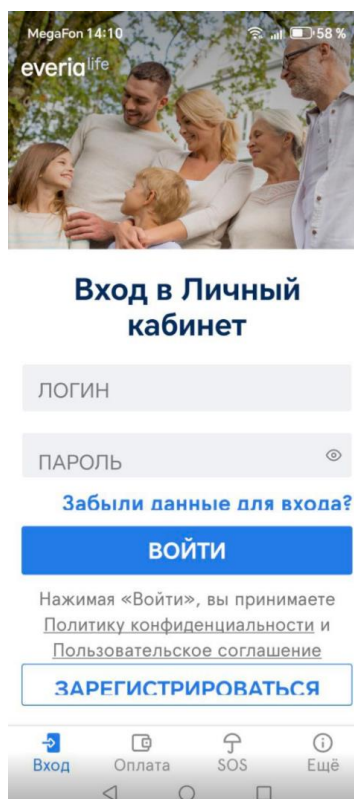 MegaFon 14:10 58 %
everia life
Вход в Личный
кабинет
ЛОГИН
ПАРОЛЬ
Забыли данные для входа?
ВОЙТИ
Нажимая «Войти», вы принимаете
Политику конфиденциальности и
Пользовательское соглашение
ЗАРЕГИСТРИРОВАТЬСЯ
Вход Оплата SOS Ещё